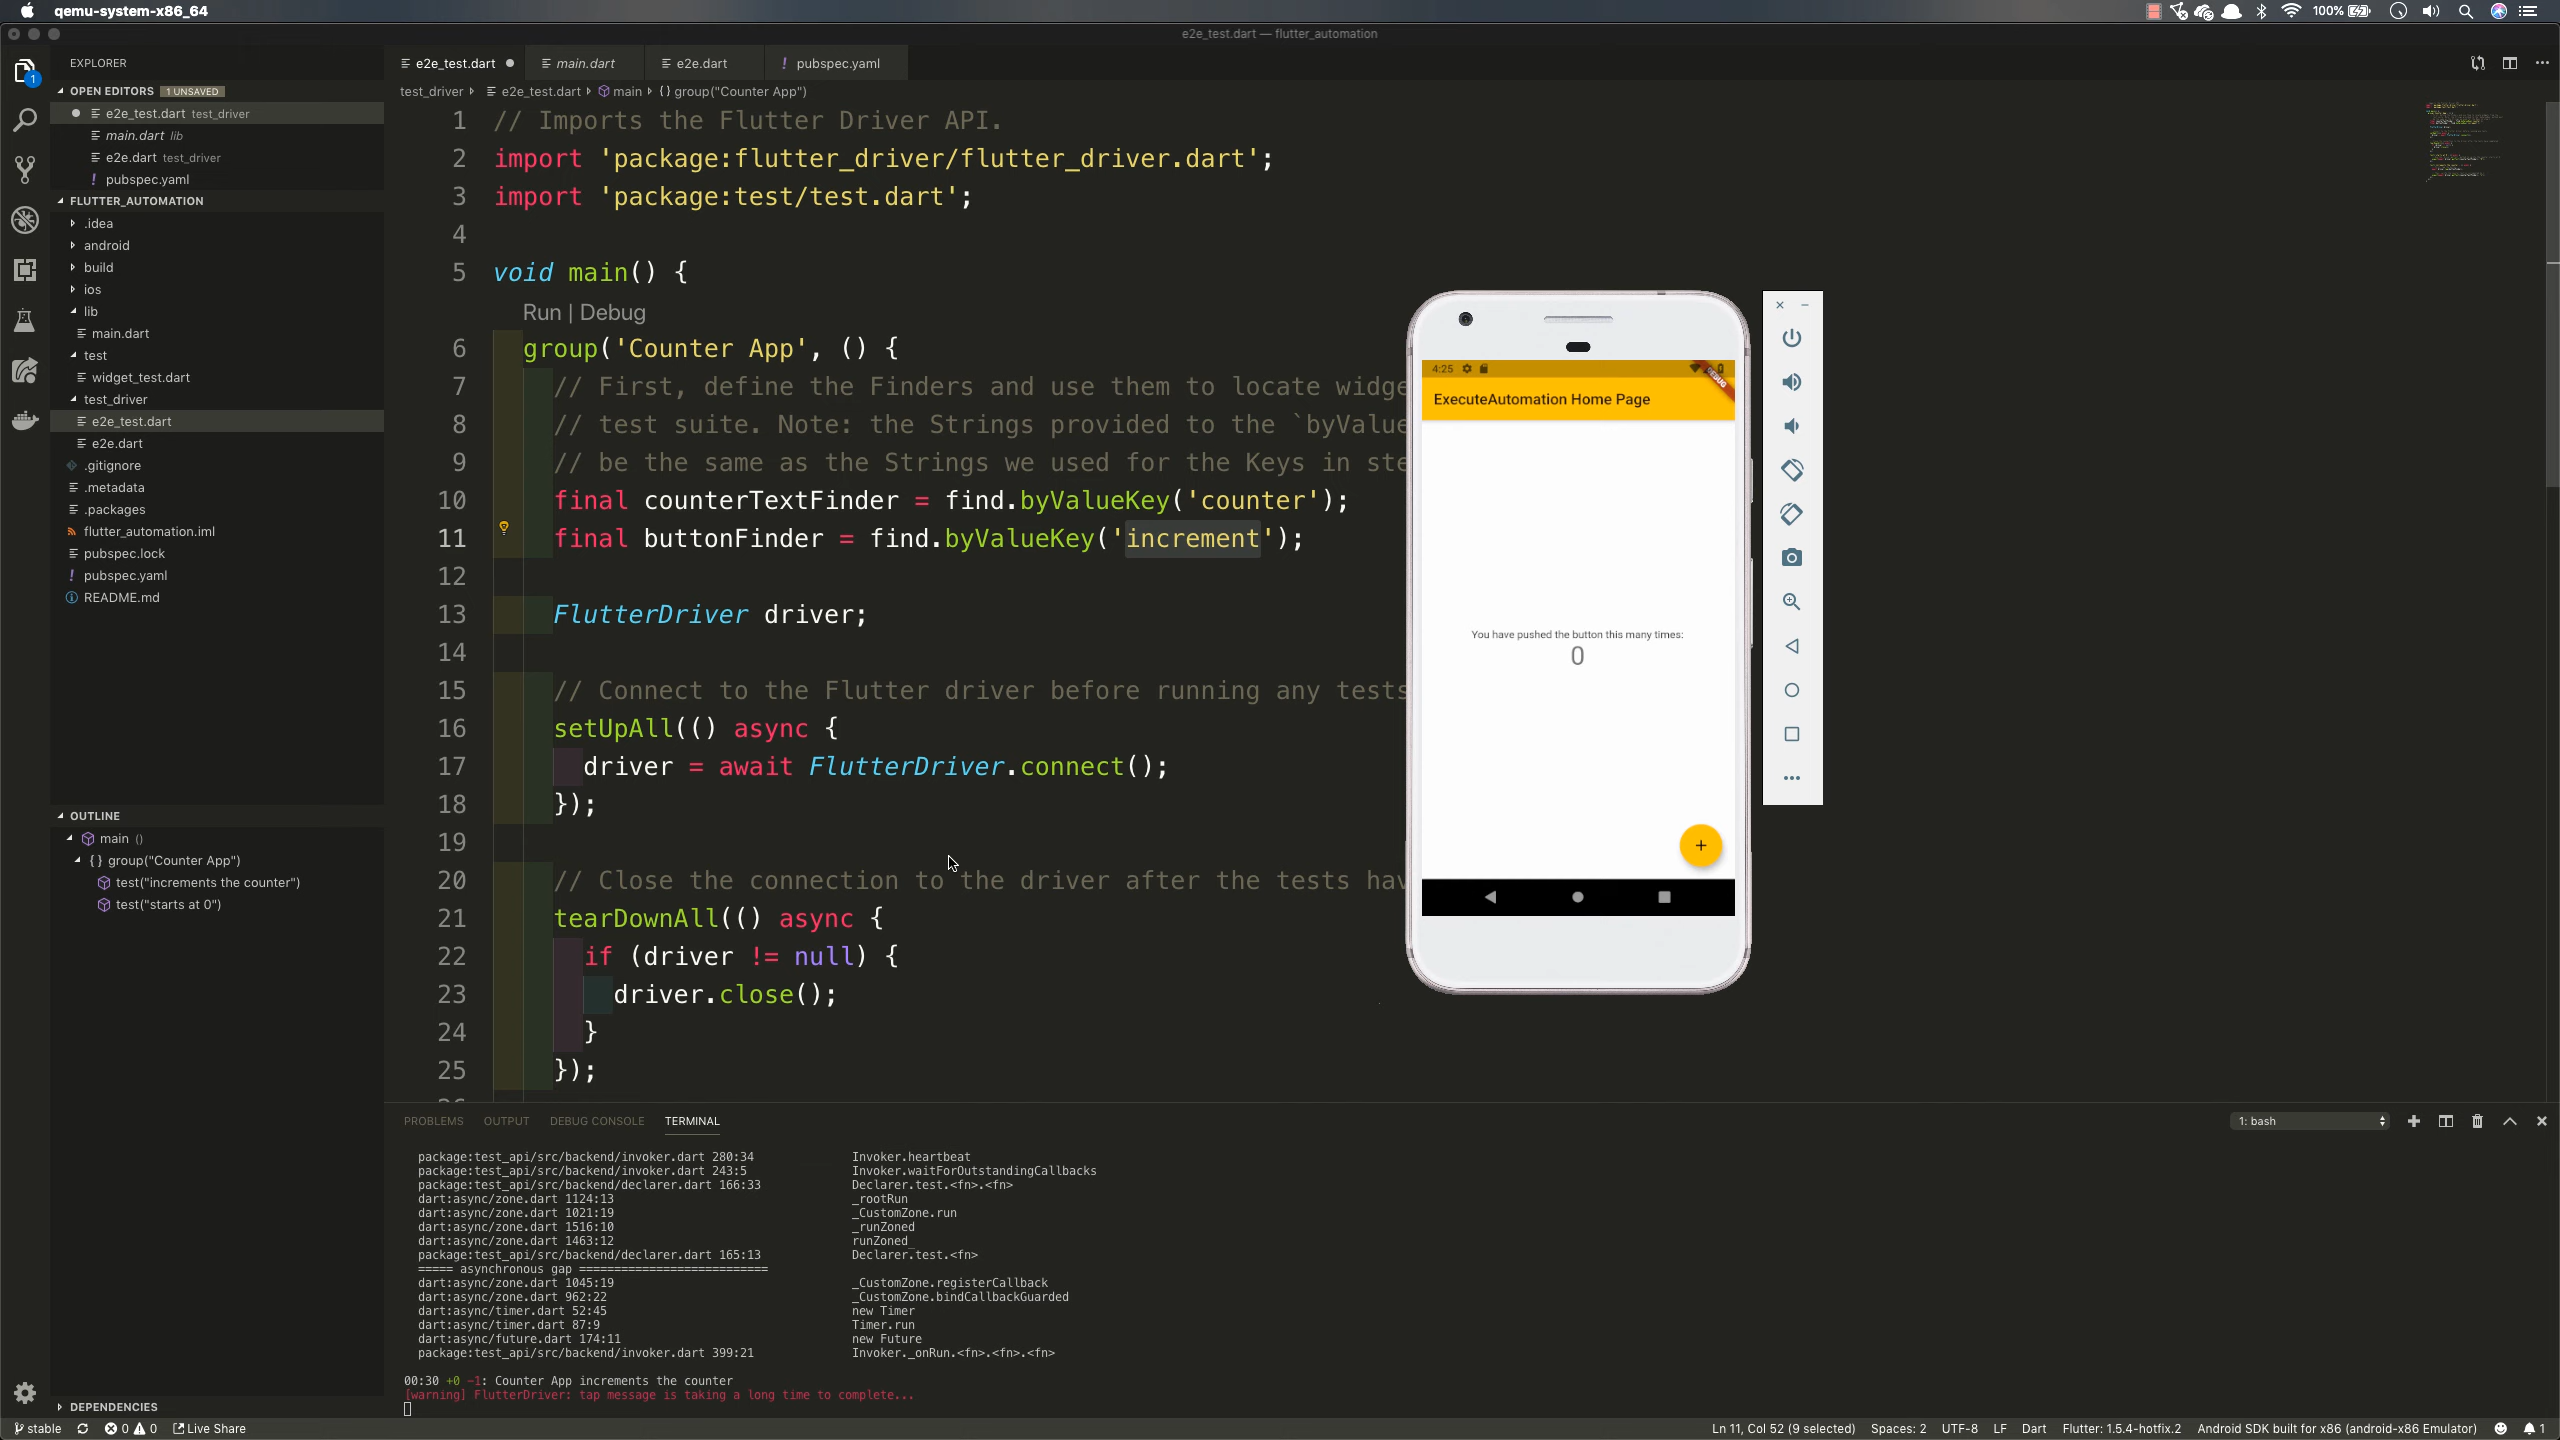 qemu-system-x86_64
100%
e2e_test.dart — flutter_automation
EXPLORER
OPEN EDITORS 1 UNSAVED
e2e_test.dart test_driver
main.dart lib
e2e.dart test_driver
! pubspec.yaml
FLUTTER_AUTOMATION
.idea
android
build
ios
lib
main.dart
test
widget_test.dart
test_driver
e2e_test.dart
e2e.dart
.gitignore
.metadata
.packages
flutter_automation.iml
pubspec.lock
! pubspec.yaml
README.md
OUTLINE
main ()
{} group("Counter App")
test("increments the counter")
test("starts at 0")
DEPENDENCIES
e2e_test.dart
main.dart
e2e.dart
! pubspec.yaml
test_driver e2e_test.dart main {} group("Counter App")
1 // Imports the Flutter Driver API.
2 import 'package:flutter_driver/flutter_driver.dart';
3 import 'package:test/test.dart';
4
5 void main() {
Run | Debug
6 group('Counter App', () {
7 // First, define the Finders and use them to locate widge
8 // test suite. Note: the Strings provided to the `byValue
9 // be the same as the Strings we used for the Keys in ste
10 final counterTextFinder = find.byValueKey('counter');
11 final buttonFinder = find.byValueKey('increment');
12
13 FlutterDriver driver;
14
15 // Connect to the Flutter driver before running any tests
16 setUpAll(() async {
17 driver = await FlutterDriver.connect();
18 });
19
20 // Close the connection to the driver after the tests hav
21 tearDownAll(() async {
22 if (driver != null) {
23 driver.close();
24 }
25 });
4:25
DEBUG
ExecuteAutomation Home Page
You have pushed the button this many times:
0
+
PROBLEMS OUTPUT DEBUG CONSOLE TERMINAL
1: bash
package:test_api/src/backend/invoker.dart 280:34 Invoker.heartbeat
package:test_api/src/backend/invoker.dart 243:5 Invoker.waitForOutstandingCallbacks
package:test_api/src/backend/declarer.dart 166:33 Declarer.test.<fn>.<fn>
dart:async/zone.dart 1124:13 _rootRun
dart:async/zone.dart 1021:19 _CustomZone.run
dart:async/zone.dart 1516:10 _runZoned
dart:async/zone.dart 1463:12 runZoned
package:test_api/src/backend/declarer.dart 165:13 Declarer.test.<fn>
===== asynchronous gap ===========================
dart:async/zone.dart 1045:19 _CustomZone.registerCallback
dart:async/zone.dart 962:22 _CustomZone.bindCallbackGuarded
dart:async/timer.dart 52:45 new Timer
dart:async/timer.dart 87:9 Timer.run
dart:async/future.dart 174:11 new Future
package:test_api/src/backend/invoker.dart 399:21 Invoker._onRun.<fn>.<fn>.<fn>
00:30 +0 -1: Counter App increments the counter
[warning] FlutterDriver: tap message is taking a long time to complete...
stable 0 0 Live Share
Ln 11, Col 52 (9 selected) Spaces: 2 UTF-8 LF Dart Flutter: 1.5.4-hotfix.2 Android SDK built for x86 (android-x86 Emulator) 1